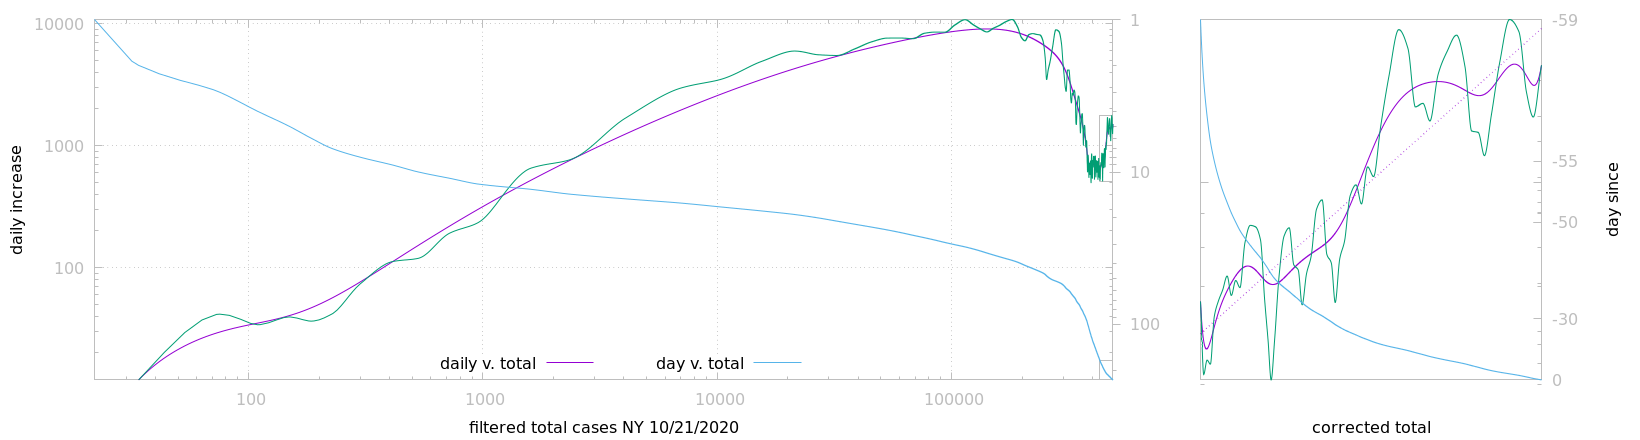 10000
1000
100
daily increase
1
10
100
daily v. total
day v. total
100
1000
10000
100000
filtered total cases NY 10/21/2020
-59
-55
-50
-30
0
day since
corrected total